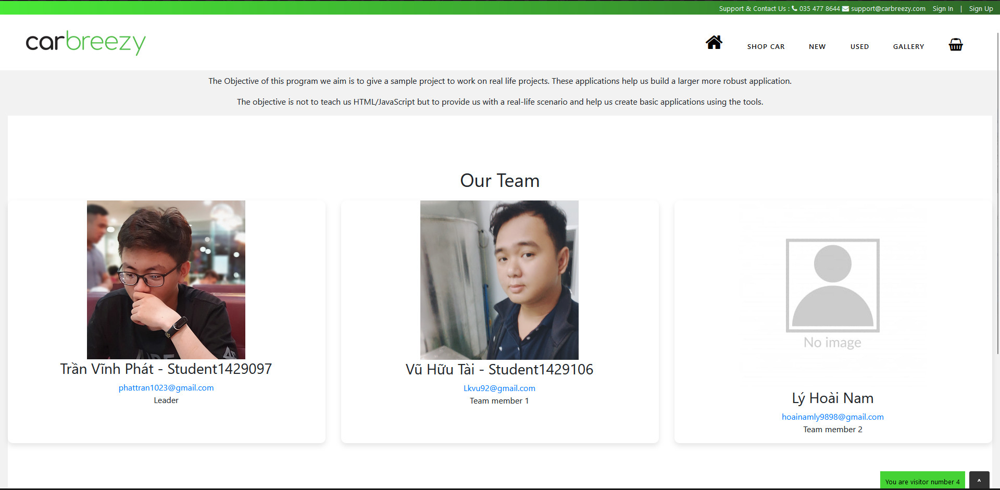 Support & Contact Us : 035 477 8644 support@carbreezy.com Sign In | Sign Up
carbreezy
SHOP CAR NEW USED GALLERY
The Objective of this program we aim is to give a sample project to work on real life projects. These applications help us build a larger more robust application.
The objective is not to teach us HTML/JavaScript but to provide us with a real-life scenario and help us create basic applications using the tools.
Our Team
Trần Vĩnh Phát - Student1429097
phattran1023@gmail.com
Leader
Vũ Hữu Tài - Student1429106
Lkvu92@gmail.com
Team member 1
No image
Lý Hoài Nam
hoainamly9898@gmail.com
Team member 2
You are visitor number 4
^